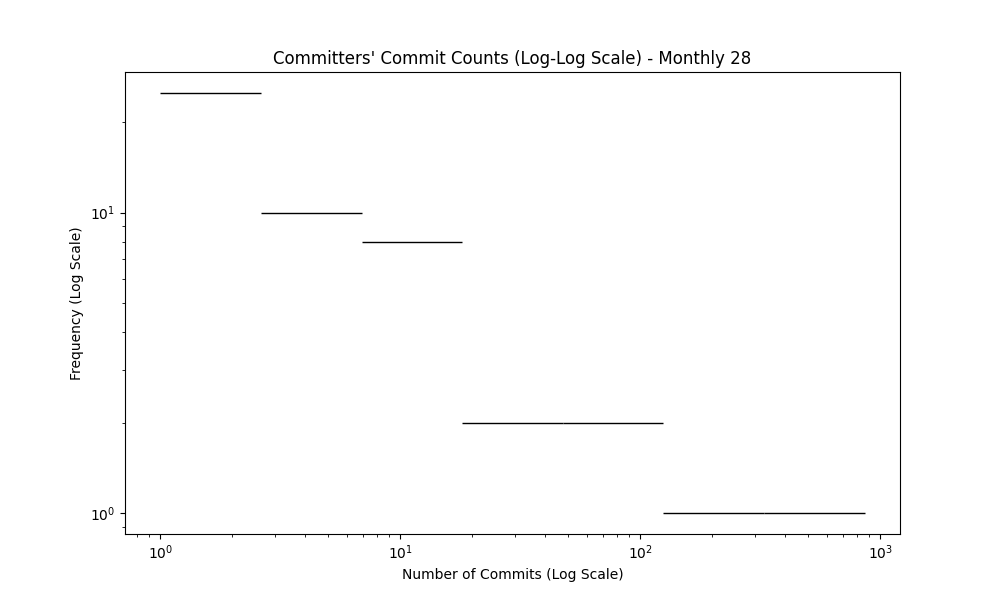 Committers' Commit Counts (Log-Log Scale) - Monthly 28
Frequency (Log Scale)
10¹
10⁰
10⁰ 10¹ 10² 10³
Number of Commits (Log Scale)